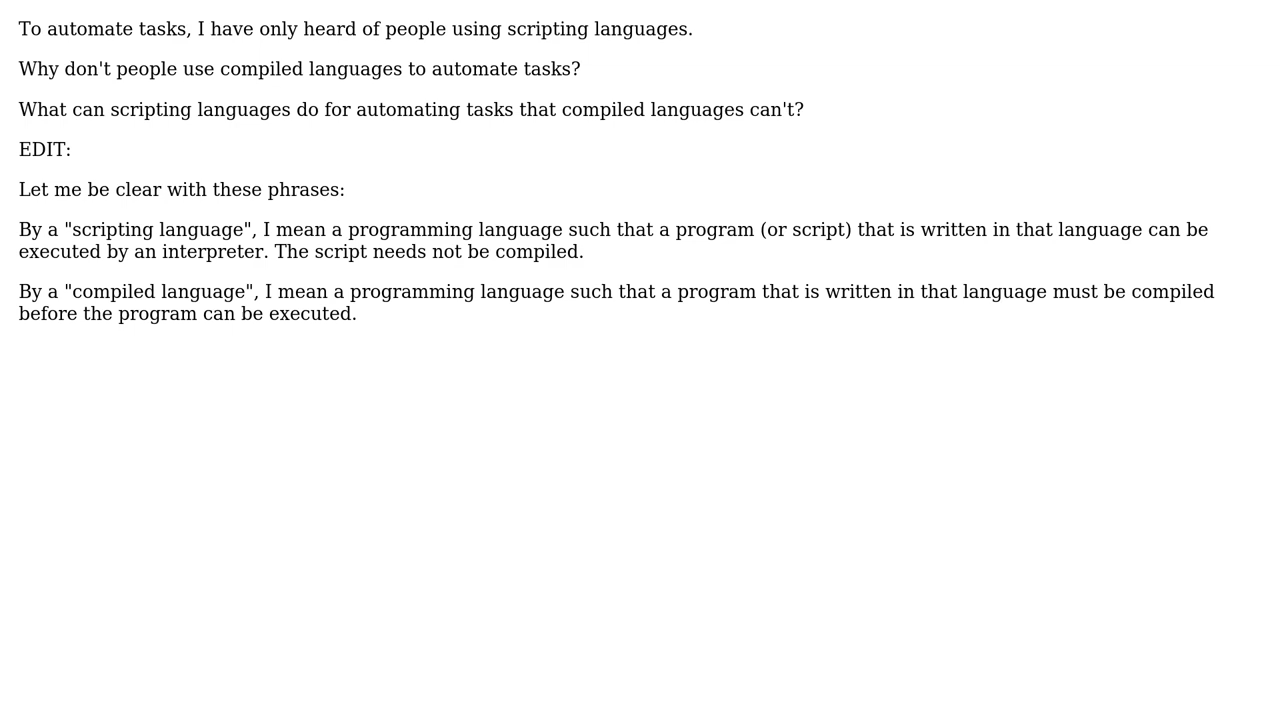 To automate tasks, I have only heard of people using scripting languages.
Why don't people use compiled languages to automate tasks?
What can scripting languages do for automating tasks that compiled languages can't?
EDIT:
Let me be clear with these phrases:
By a "scripting language", I mean a programming language such that a program (or script) that is written in that language can be
executed by an interpreter. The script needs not be compiled.
By a "compiled language", I mean a programming language such that a program that is written in that language must be compiled
before the program can be executed.